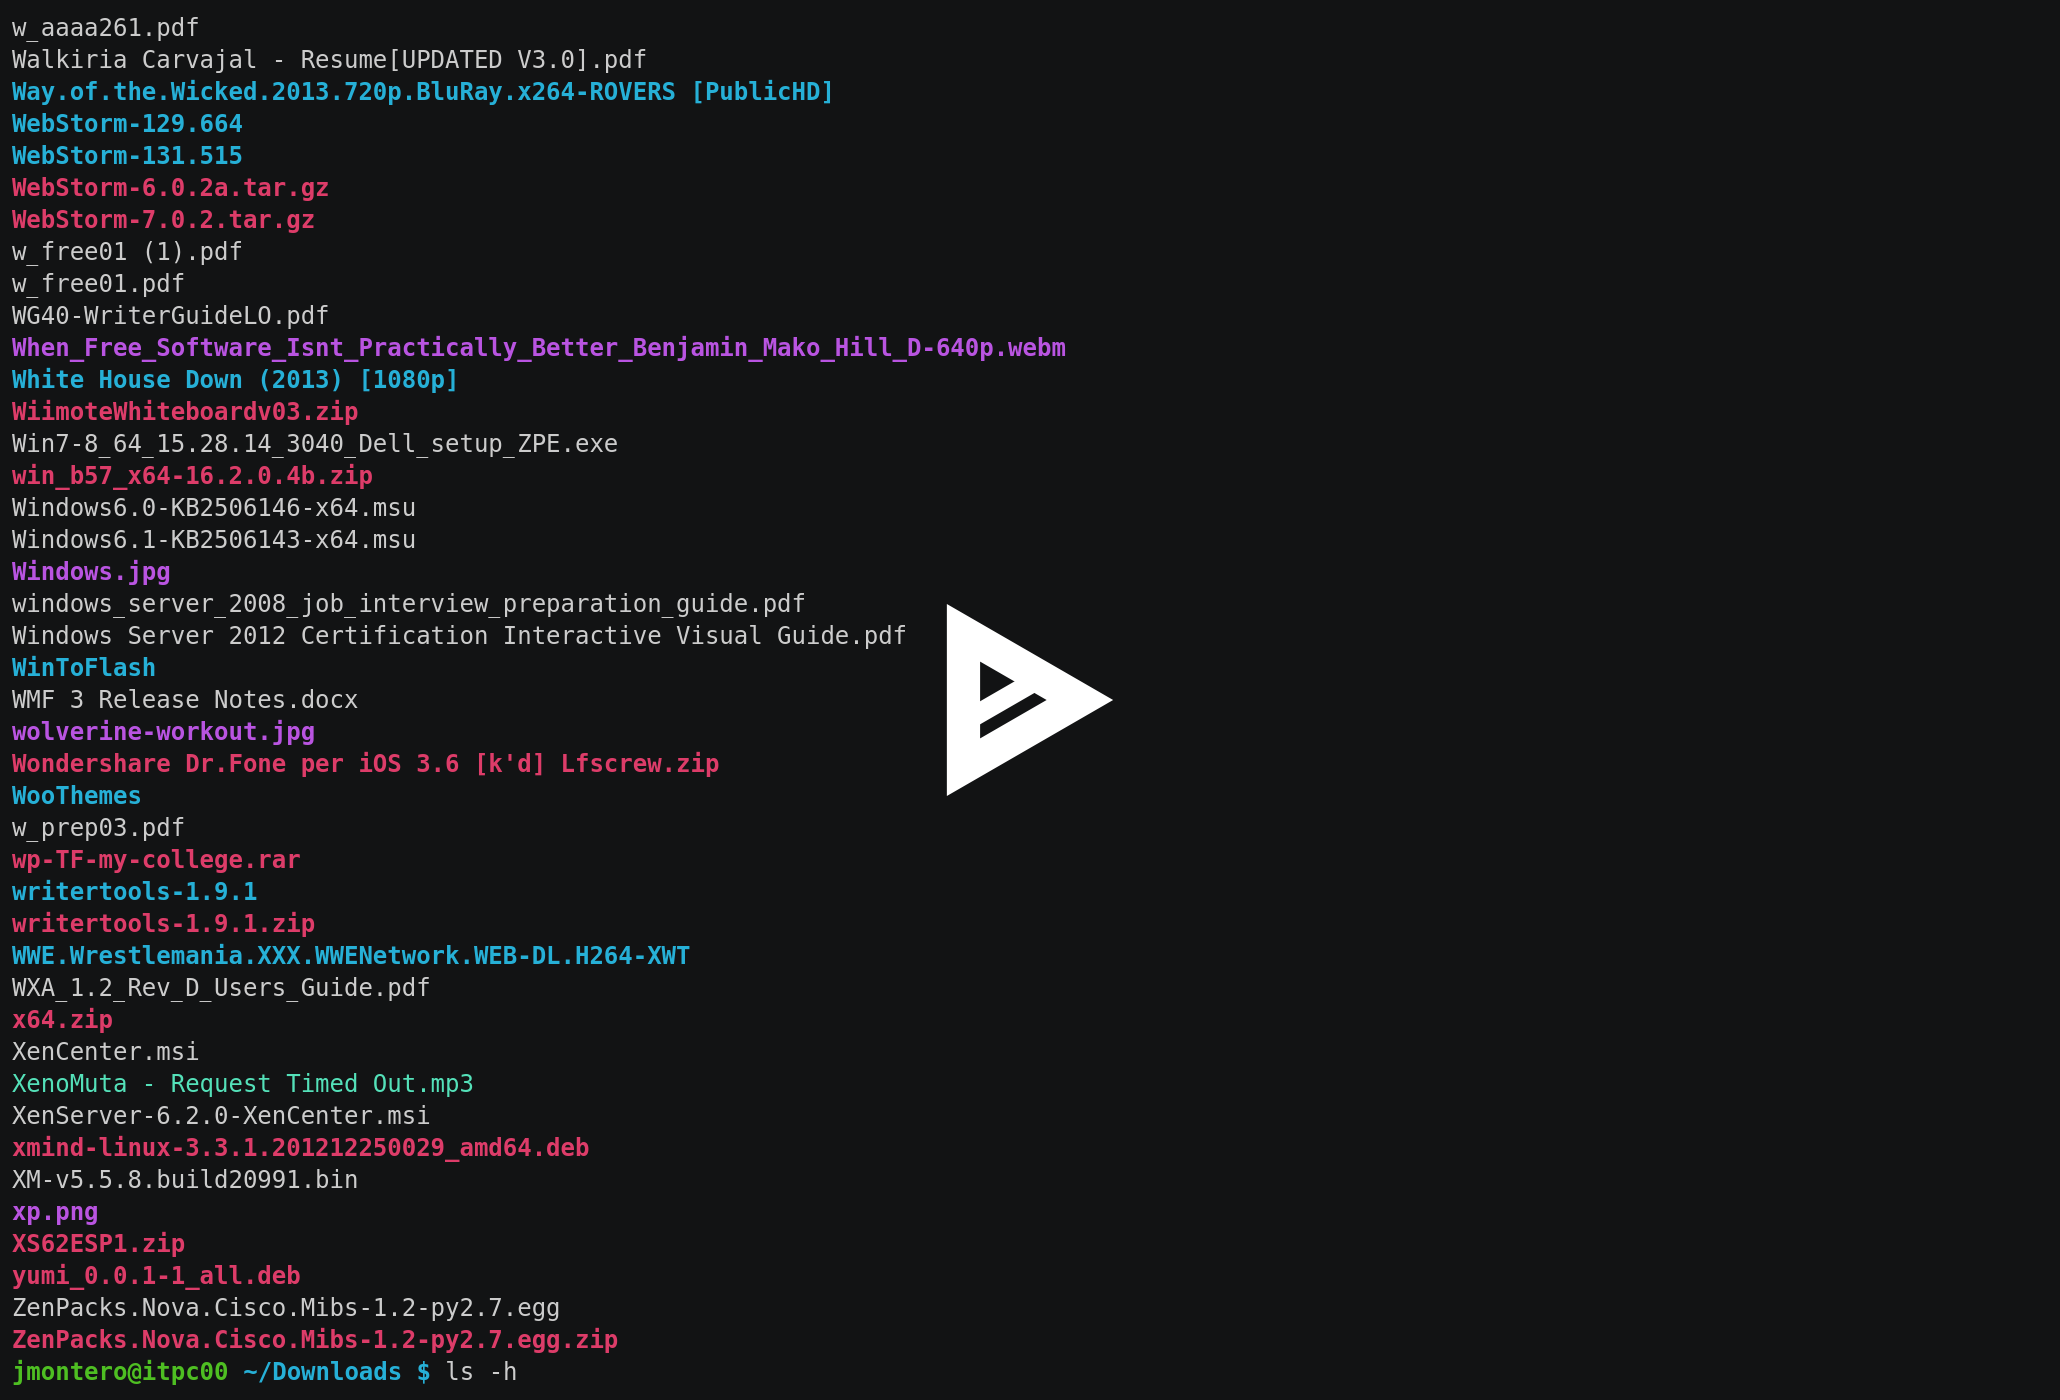 w_aaaa261.pdf
Walkiria Carvajal - Resume[UPDATED V3.0].pdf
Way.of.the.Wicked.2013.720p.BluRay.x264-ROVERS [PublicHD]
WebStorm-129.664
WebStorm-131.515
WebStorm-6.0.2a.tar.gz
WebStorm-7.0.2.tar.gz
w_free01 (1).pdf
w_free01.pdf
WG40-WriterGuideLO.pdf
When_Free_Software_Isnt_Practically_Better_Benjamin_Mako_Hill_D-640p.webm
White House Down (2013) [1080p]
WiimoteWhiteboardv03.zip
Win7-8_64_15.28.14_3040_Dell_setup_ZPE.exe
win_b57_x64-16.2.0.4b.zip
Windows6.0-KB2506146-x64.msu
Windows6.1-KB2506143-x64.msu
Windows.jpg
windows_server_2008_job_interview_preparation_guide.pdf
Windows Server 2012 Certification Interactive Visual Guide.pdf
WinToFlash
WMF 3 Release Notes.docx
wolverine-workout.jpg
Wondershare Dr.Fone per iOS 3.6 [k'd] Lfscrew.zip
WooThemes
w_prep03.pdf
wp-TF-my-college.rar
writertools-1.9.1
writertools-1.9.1.zip
WWE.Wrestlemania.XXX.WWENetwork.WEB-DL.H264-XWT
WXA_1.2_Rev_D_Users_Guide.pdf
x64.zip
XenCenter.msi
XenoMuta - Request Timed Out.mp3
XenServer-6.2.0-XenCenter.msi
xmind-linux-3.3.1.201212250029_amd64.deb
XM-v5.5.8.build20991.bin
xp.png
XS62ESP1.zip
yumi_0.0.1-1_all.deb
ZenPacks.Nova.Cisco.Mibs-1.2-py2.7.egg
ZenPacks.Nova.Cisco.Mibs-1.2-py2.7.egg.zip
jmontero@itpc00 ~/Downloads $ ls -h